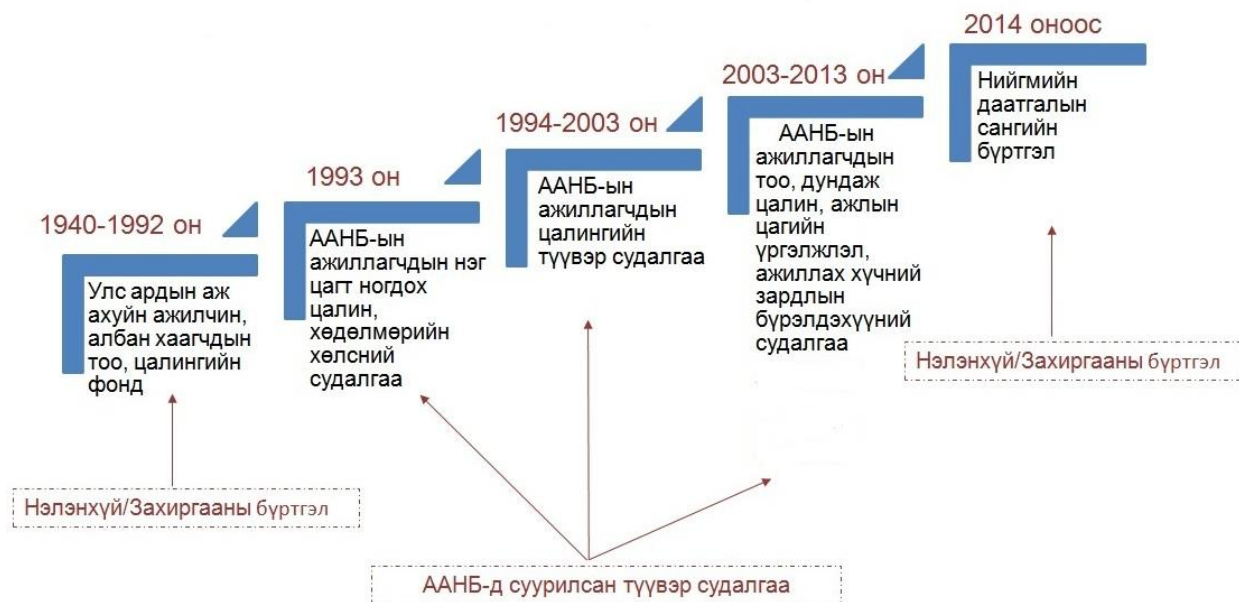 1940-1992 он
Улс ардын аж
ахуйн ажилчин,
албан хаагчдын
тоо, цалингийн
фонд
1993 он
ААНБ-ын
ажиллагчдын нэг
цагт ногдох
цалин,
хөдөлмөрийн
хөлсний
судалгаа
1994-2003 он
ААНБ-ын
ажиллагчдын
цалингийн
түүвэр судалгаа
2003-2013 он
ААНБ-ын
ажиллагчдын
тоо, дундаж
цалин, ажлын
цагийн
үргэлжлэл,
ажиллах хүчний
зардлын
бүрэлдэхүүний
судалгаа
2014 оноос
Нийгмийн
даатгалын
сангийн
бүртгэл
Нэлэнхүй/Захиргааны бүртгэл
Нэлэнхүй/Захиргааны бүртгэл
ААНБ-д суурилсан түүвэр судалгаа